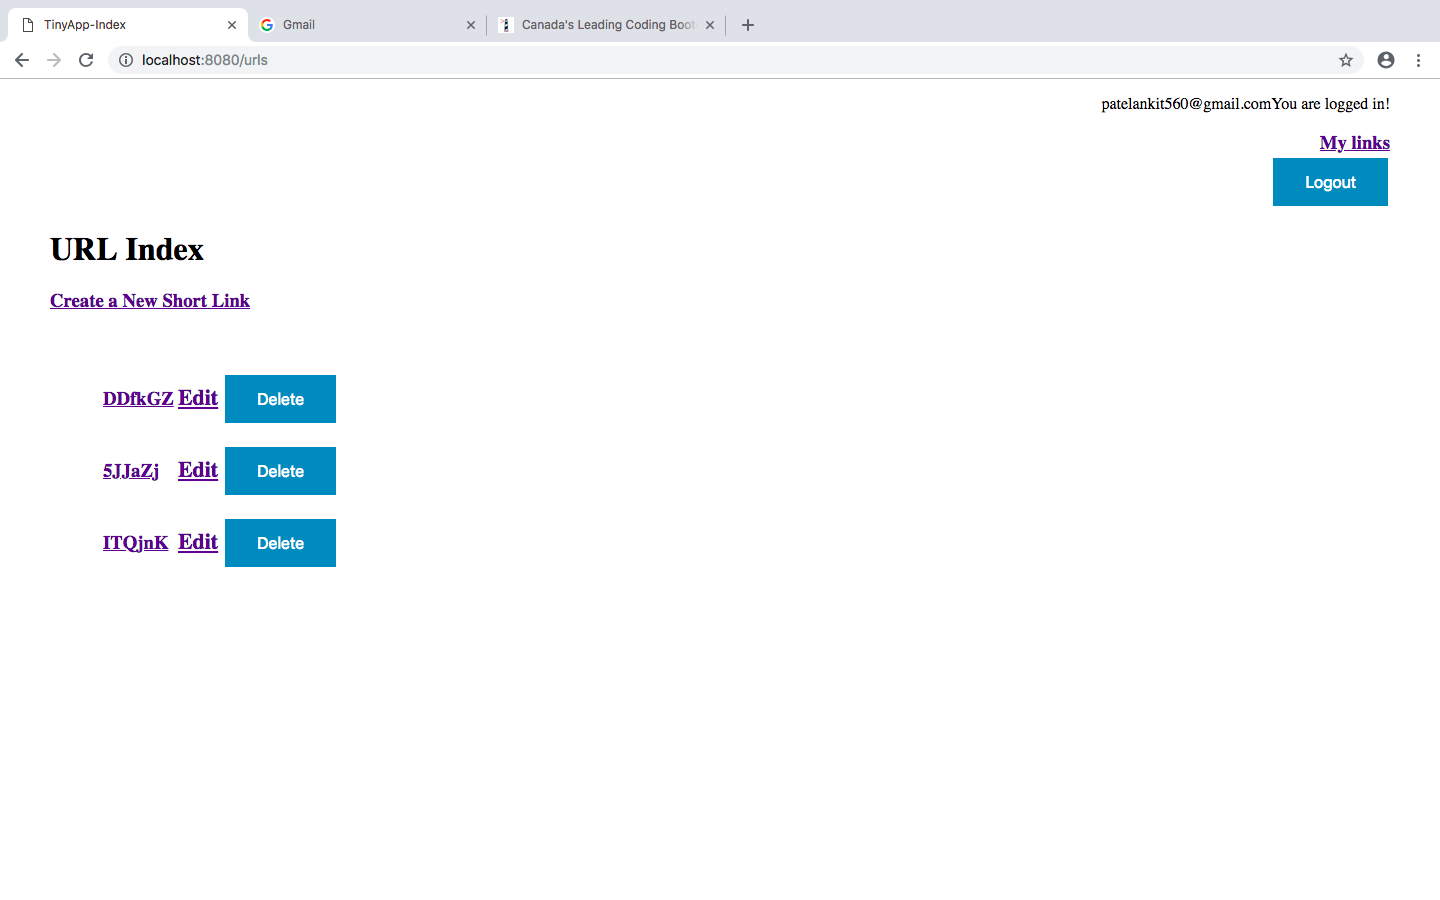 TinyApp-Index
Gmail
Canada's Leading Coding Boot
localhost:8080/urls
patelankit560@gmail.comYou are logged in!
My links
Logout
URL Index
Create a New Short Link
DDfkGZ Edit Delete
5JJaZj Edit Delete
ITQjnK Edit Delete